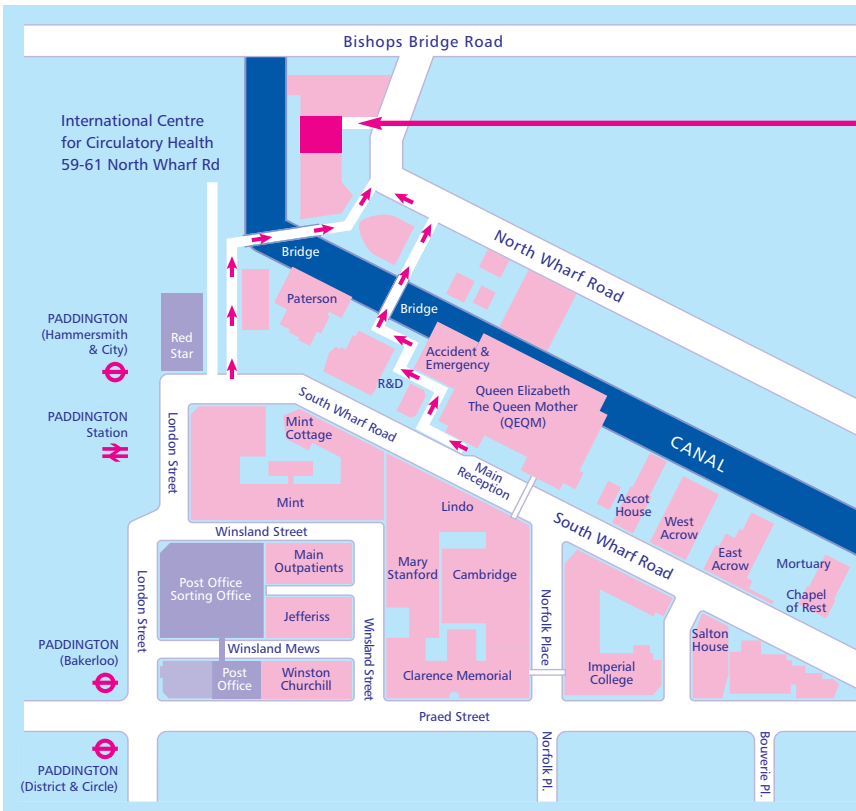 Bishops Bridge Road
International Centre
for Circulatory Health
59-61 North Wharf Rd
North Wharf Road
Bridge
Bridge
Paterson
PADDINGTON
(Hammersmith
& City)
Red
Star
Accident &
Emergency
R&D
Queen Elizabeth
The Queen Mother
(QEQM)
PADDINGTON
Station
London Street
Mint
Cottage
South Wharf Road
CANAL
Main
Reception
Mint
Lindo
Ascot
House
West
Acrow
East
Acrow
Mortuary
Chapel
of Rest
South Wharf Road
Winsland Street
Main
Outpatients
Post Office
Sorting Office
Mary
Stanford
Cambridge
London Street
Jefferiss
Winsland Street
Norfolk Place
Winsland Mews
Salton
House
PADDINGTON
(Bakerloo)
Post
Office
Winston
Churchill
Clarence Memorial
Imperial
College
Praed Street
Norfolk Pl.
Bouverie Pl.
PADDINGTON
(District & Circle)